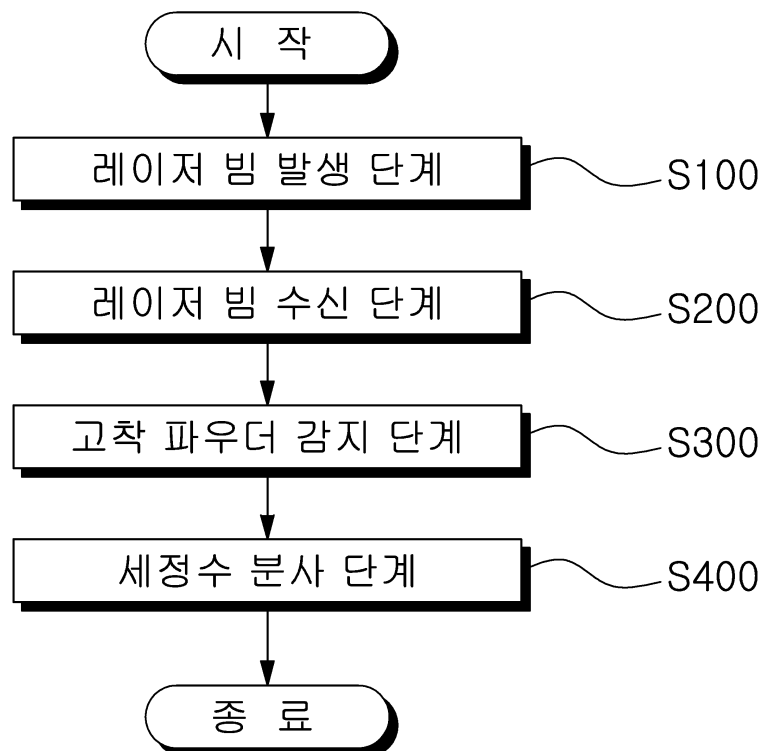 시 작
레이저 빔 발생 단계 S100
레이저 빔 수신 단계 S200
고착 파우더 감지 단계 S300
세정수 분사 단계 S400
종 료